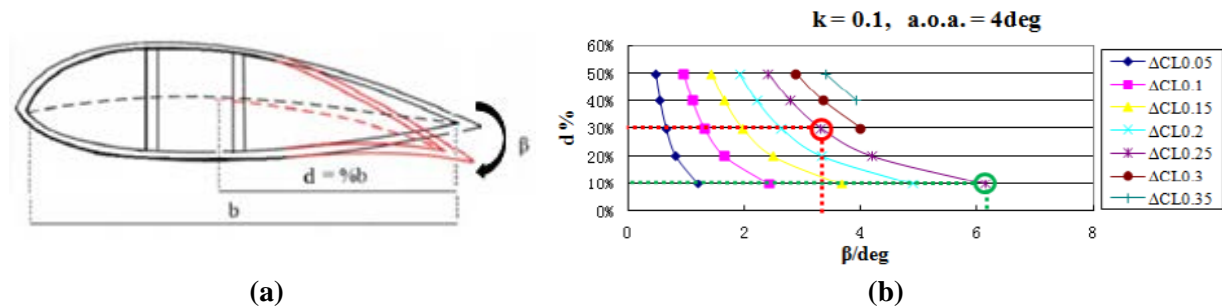 β
d = %b
b
(a)
k = 0.1, a.o.a. = 4deg
60%
50%
40%
30%
20%
10%
0%
d %
0 2 4 6 8
β/deg
ΔCL0.05
ΔCL0.1
ΔCL0.15
ΔCL0.2
ΔCL0.25
ΔCL0.3
ΔCL0.35
(b)